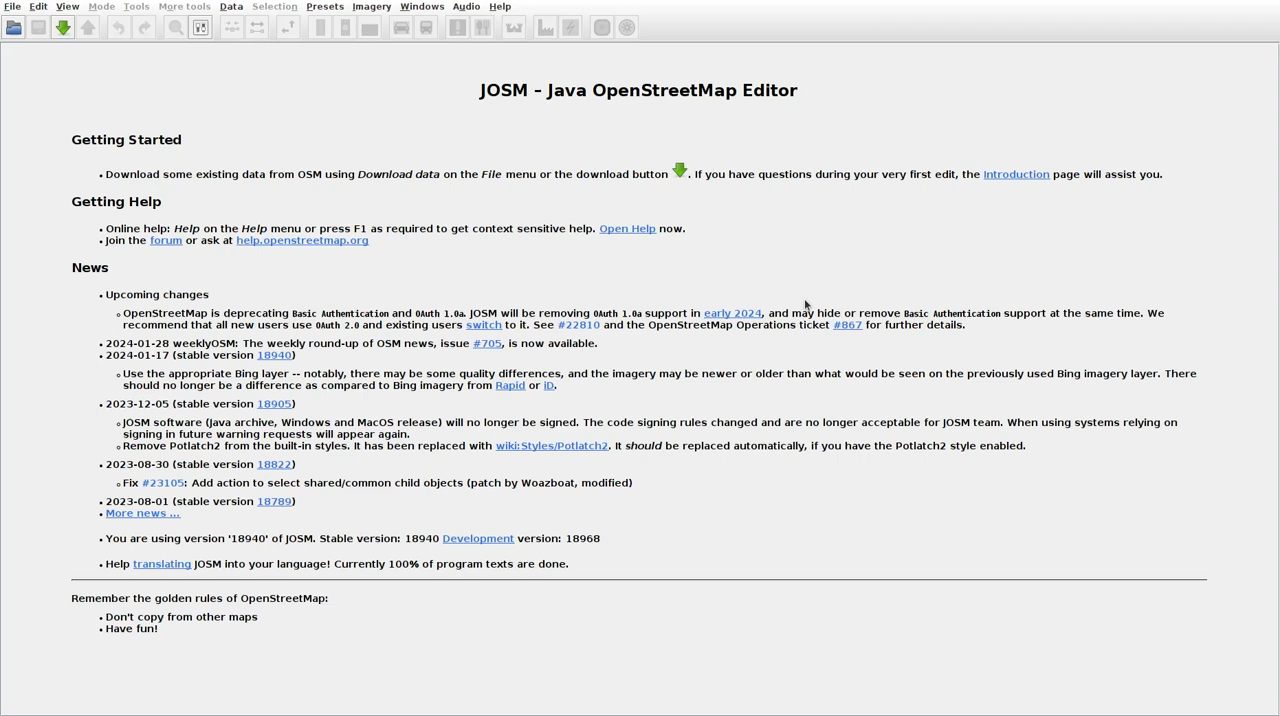 File Edit View Mode Tools More tools Data Selection Presets Imagery Windows Audio Help
JOSM – Java OpenStreetMap Editor
Getting Started
• Download some existing data from OSM using Download data on the File menu or the download button . If you have questions during your very first edit, the Introduction page will assist you.
Getting Help
• Online help: Help on the Help menu or press F1 as required to get context sensitive help. Open Help now.
• Join the forum or ask at help.openstreetmap.org
News
• Upcoming changes
◦ OpenStreetMap is deprecating Basic Authentication and OAuth 1.0a. JOSM will be removing OAuth 1.0a support in early 2024, and may hide or remove Basic Authentication support at the same time. We
recommend that all new users use OAuth 2.0 and existing users switch to it. See #22810 and the OpenStreetMap Operations ticket #867 for further details.
• 2024-01-28 weeklyOSM: The weekly round-up of OSM news, issue #705, is now available.
• 2024-01-17 (stable version 18940)
◦ Use the appropriate Bing layer -- notably, there may be some quality differences, and the imagery may be newer or older than what would be seen on the previously used Bing imagery layer. There
should no longer be a difference as compared to Bing imagery from Rapid or iD.
• 2023-12-05 (stable version 18905)
◦ JOSM software (Java archive, Windows and MacOS release) will no longer be signed. The code signing rules changed and are no longer acceptable for JOSM team. When using systems relying on
signing in future warning requests will appear again.
◦ Remove Potlatch2 from the built-in styles. It has been replaced with wiki:Styles/Potlatch2. It should be replaced automatically, if you have the Potlatch2 style enabled.
• 2023-08-30 (stable version 18822)
◦ Fix #23105: Add action to select shared/common child objects (patch by Woazboat, modified)
• 2023-08-01 (stable version 18789)
• More news ...
• You are using version '18940' of JOSM. Stable version: 18940 Development version: 18968
• Help translating JOSM into your language! Currently 100% of program texts are done.
Remember the golden rules of OpenStreetMap:
• Don't copy from other maps
• Have fun!